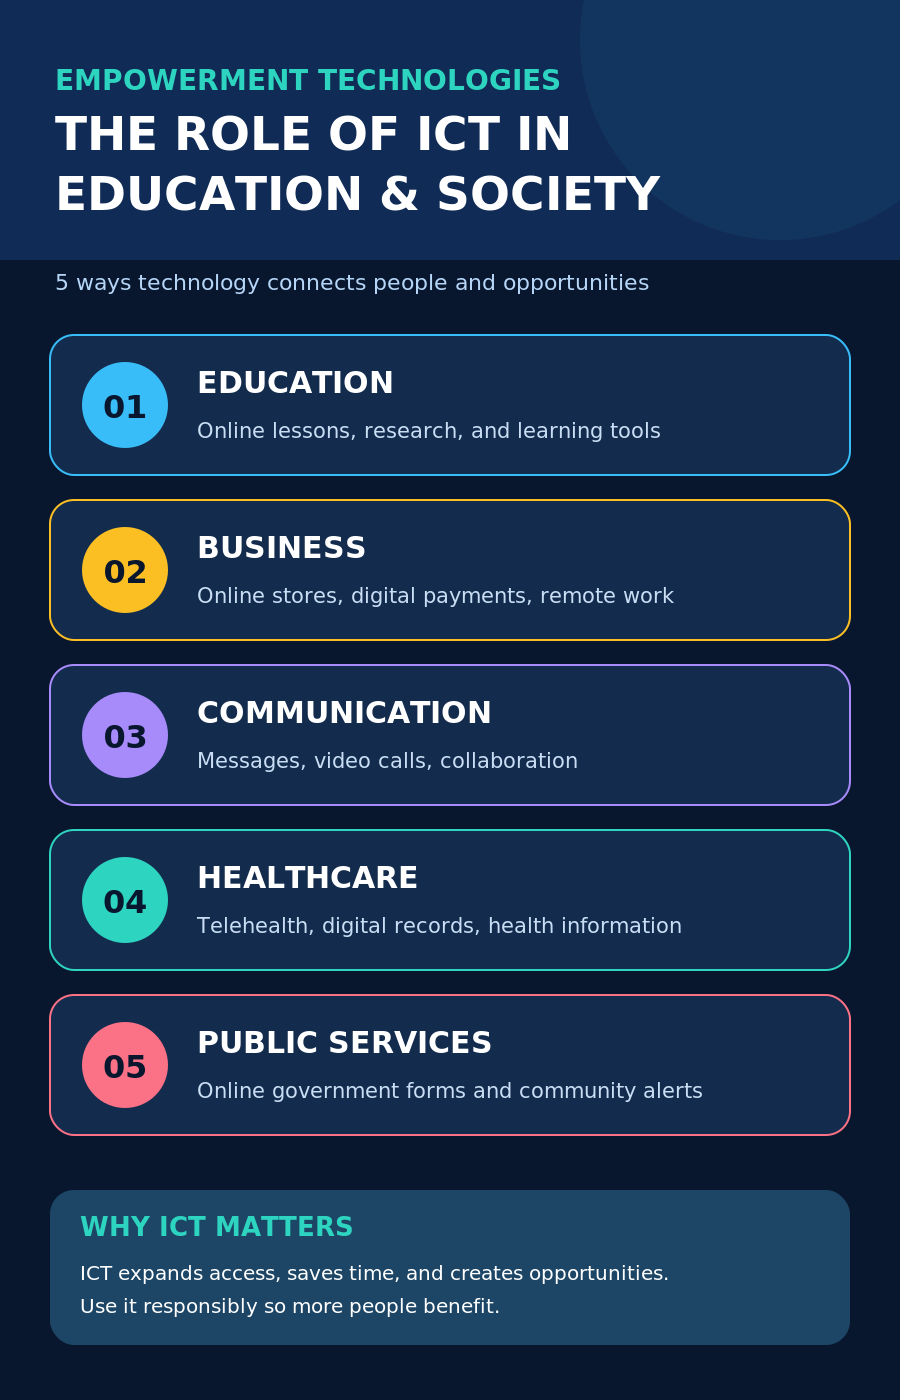 EMPOWERMENT TECHNOLOGIES
THE ROLE OF ICT IN
EDUCATION & SOCIETY
5 ways technology connects people and opportunities
01
EDUCATION
Online lessons, research, and learning tools
02
BUSINESS
Online stores, digital payments, remote work
03
COMMUNICATION
Messages, video calls, collaboration
04
HEALTHCARE
Telehealth, digital records, health information
05
PUBLIC SERVICES
Online government forms and community alerts
WHY ICT MATTERS
ICT expands access, saves time, and creates opportunities.
Use it responsibly so more people benefit.